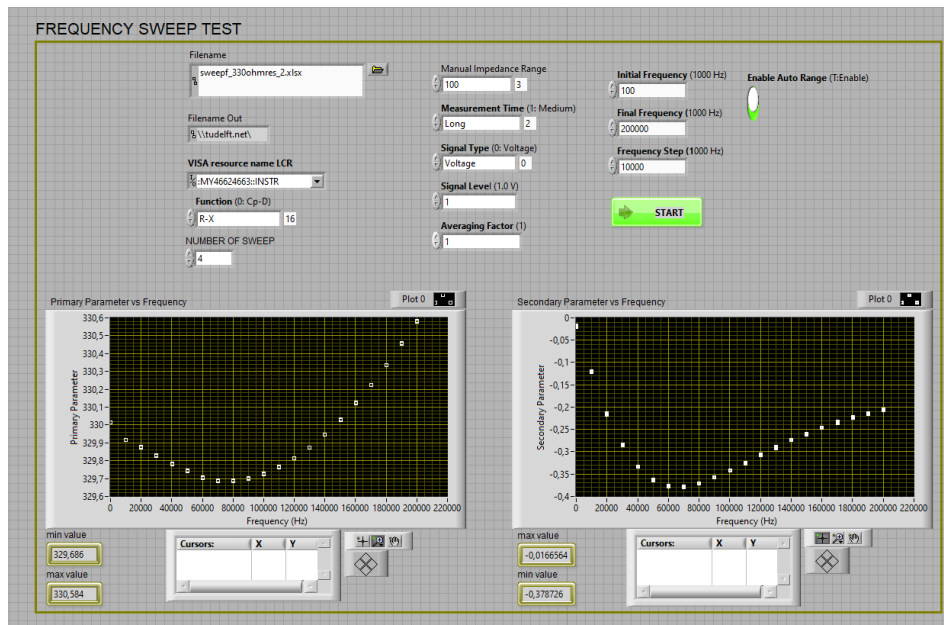 FREQUENCY SWEEP TEST
Filename
sweepf_330ohmres_2.xlsx
Filename Out
\\tudelft.net\
VISA resource name LCR
:MY46624663::INSTR
Function (0: Cp-D)
R-X 16
NUMBER OF SWEEP
4
Manual Impedance Range
100 3
Measurement Time (1: Medium)
Long 2
Signal Type (0: Voltage)
Voltage 0
Signal Level (1.0 V)
1
Averaging Factor (1)
1
Initial Frequency (1000 Hz)
100
Final Frequency (1000 Hz)
200000
Frequency Step (1000 Hz)
10000
START
Enable Auto Range (T:Enable)
Primary Parameter vs Frequency
Plot 0
Primary Parameter
330,6
330,5
330,4
330,3
330,2
330,1
330
329,9
329,8
329,7
329,6
0 20000 40000 60000 80000 100000 120000 140000 160000 180000 200000 220000
Frequency (Hz)
min value
329,686
max value
330,584
Cursors: X Y
Secondary Parameter vs Frequency
Plot 0
Secondary Parameter
0
-0,05
-0,1
-0,15
-0,2
-0,25
-0,3
-0,35
-0,4
0 20000 40000 60000 80000 100000 120000 140000 160000 180000 200000 220000
Frequency (Hz)
max value
-0,0166564
min value
-0,378726
Cursors: X Y